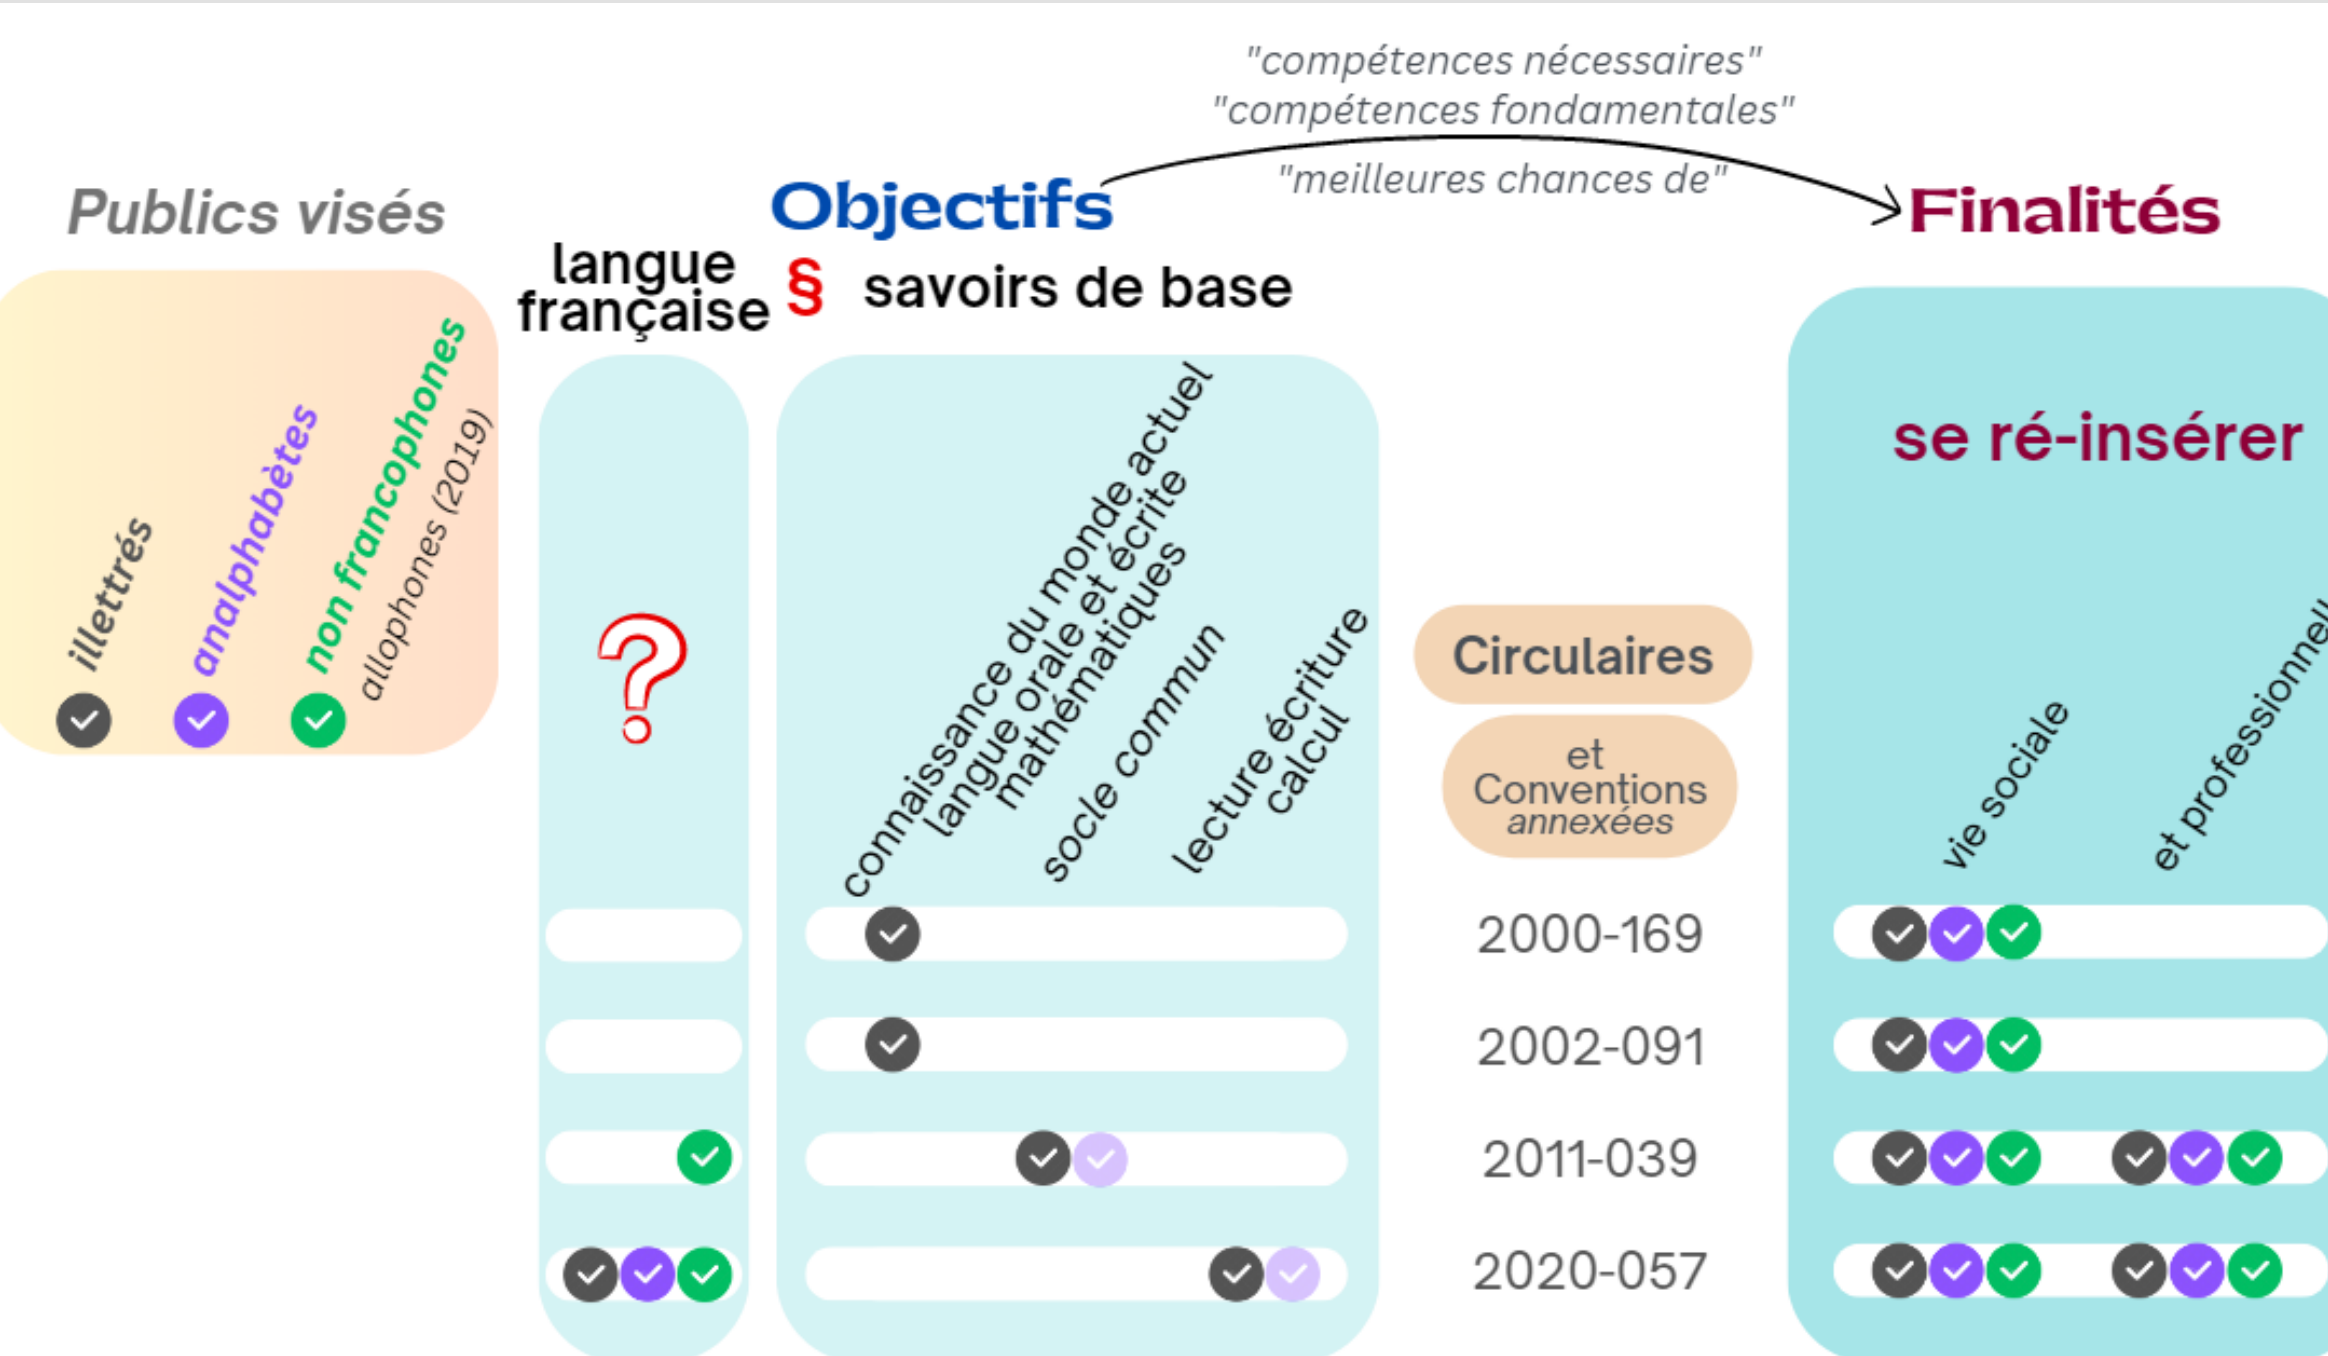 "compétences nécessaires"
"compétences fondamentales"
"meilleures chances de"
Publics visés
Objectifs
Finalités
langue
française
§ savoirs de base
illettrés
analphabètes
non francophones
allophones (2019)
?
connaissance du monde actuel
langue orale et écrite
mathématiques
socle commun
lecture écriture
calcul
Circulaires
et
Conventions
annexées
se ré-insérer
vie sociale
et professionnell
2000-169
2002-091
2011-039
2020-057